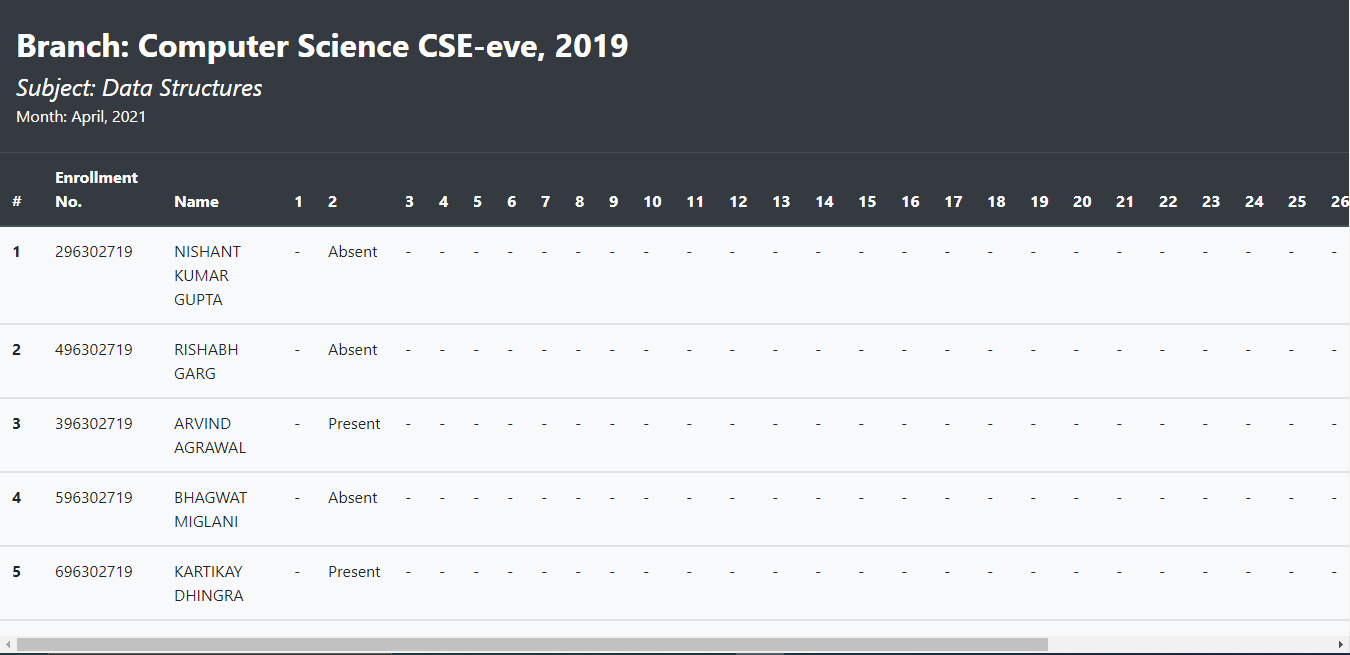 Branch: Computer Science CSE-eve, 2019
Subject: Data Structures
Month: April, 2021
# Enrollment No. Name 1 2 3 4 5 6 7 8 9 10 11 12 13 14 15 16 17 18 19 20 21 22 23 24 25 26
1 296302719 NISHANT KUMAR GUPTA - Absent - - - - - - - - - - - - - - - - - - - - - - - -
2 496302719 RISHABH GARG - Absent - - - - - - - - - - - - - - - - - - - - - - - -
3 396302719 ARVIND AGRAWAL - Present - - - - - - - - - - - - - - - - - - - - - - - -
4 596302719 BHAGWAT MIGLANI - Absent - - - - - - - - - - - - - - - - - - - - - - - -
5 696302719 KARTIKAY DHINGRA - Present - - - - - - - - - - - - - - - - - - - - - - - -